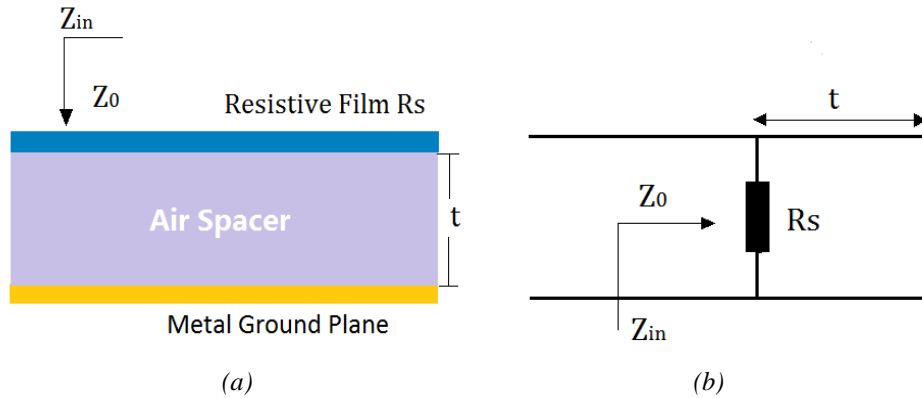 Zin
Z0
Resistive Film Rs
Air Spacer
t
Metal Ground Plane
(a)
t
Z0
Rs
Zin
(b)